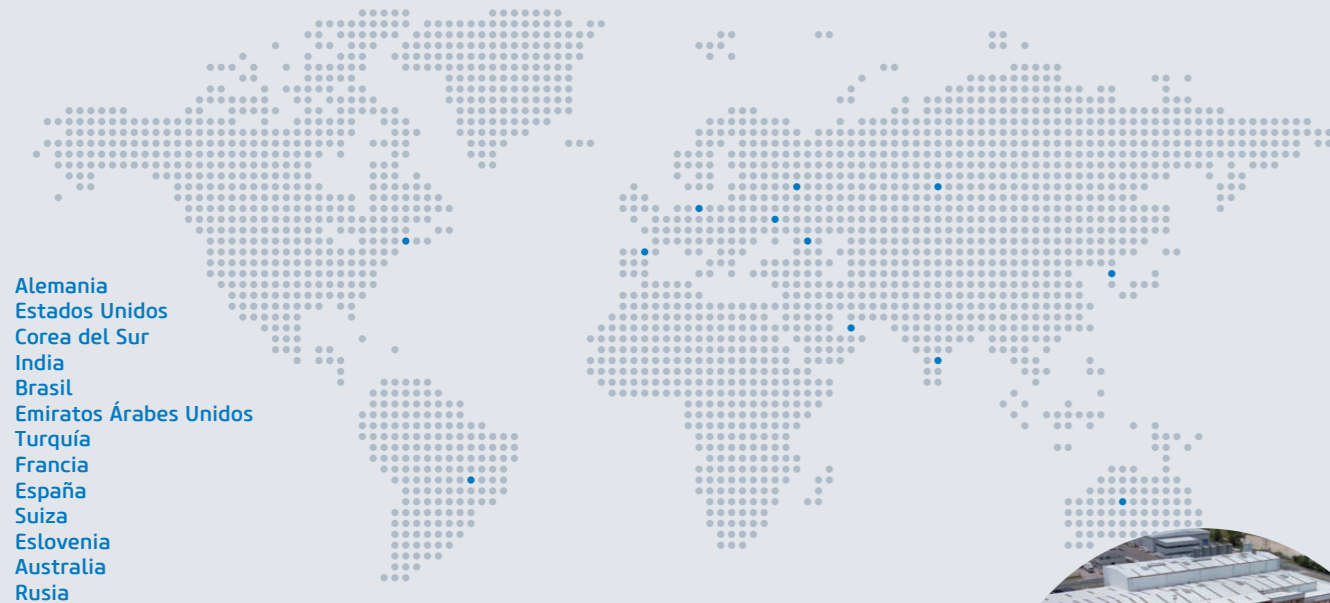 Alemania
Estados Unidos
Corea del Sur
India
Brasil
Emiratos Árabes Unidos
Turquía
Francia
España
Suiza
Eslovenia
Australia
Rusia